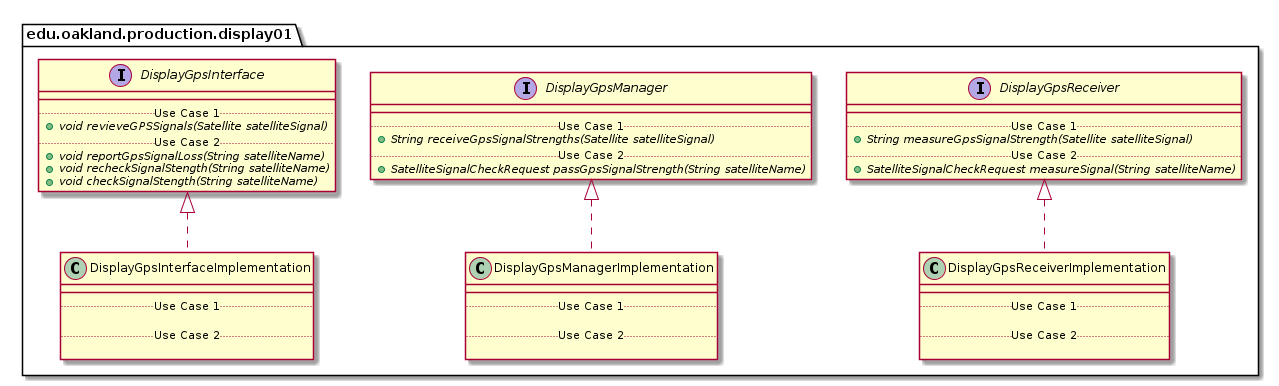 edu.oakland.production.display01
I DisplayGpsInterface
Use Case 1
void revieveGPSSignals(Satellite satelliteSignal)
Use Case 2
void reportGpsSignalLoss(String satelliteName)
void recheckSignalStength(String satelliteName)
void checkSignalStength(String satelliteName)
I DisplayGpsManager
Use Case 1
String receiveGpsSignalStrengths(Satellite satelliteSignal)
Use Case 2
SatelliteSignalCheckRequest passGpsSignalStrength(String satelliteName)
I DisplayGpsReceiver
Use Case 1
String measureGpsSignalStrength(Satellite satelliteSignal)
Use Case 2
SatelliteSignalCheckRequest measureSignal(String satelliteName)
C DisplayGpsInterfaceImplementation
Use Case 1
Use Case 2
C DisplayGpsManagerImplementation
Use Case 1
Use Case 2
C DisplayGpsReceiverImplementation
Use Case 1
Use Case 2